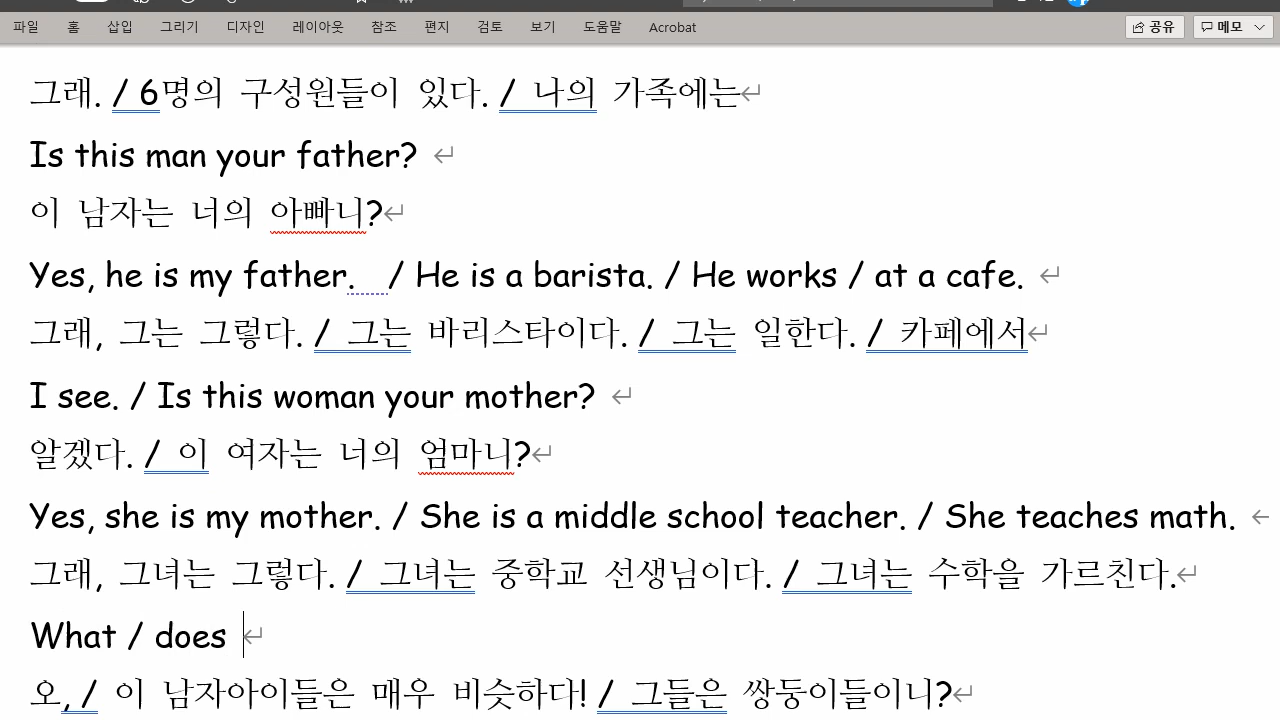 파일 홈 삽입 그리기 디자인 레이아웃 참조 편지 검토 보기 도움말 Acrobat 공유 메모
그래. / 6명의 구성원들이 있다. / 나의 가족에는
Is this man your father?
이 남자는 너의 아빠니?
Yes, he is my father. / He is a barista. / He works / at a cafe.
그래, 그는 그렇다. / 그는 바리스타이다. / 그는 일한다. / 카페에서
I see. / Is this woman your mother?
알겠다. / 이 여자는 너의 엄마니?
Yes, she is my mother. / She is a middle school teacher. / She teaches math.
그래, 그녀는 그렇다. / 그녀는 중학교 선생님이다. / 그녀는 수학을 가르친다.
What / does
오, / 이 남자아이들은 매우 비슷하다! / 그들은 쌍둥이들이니?